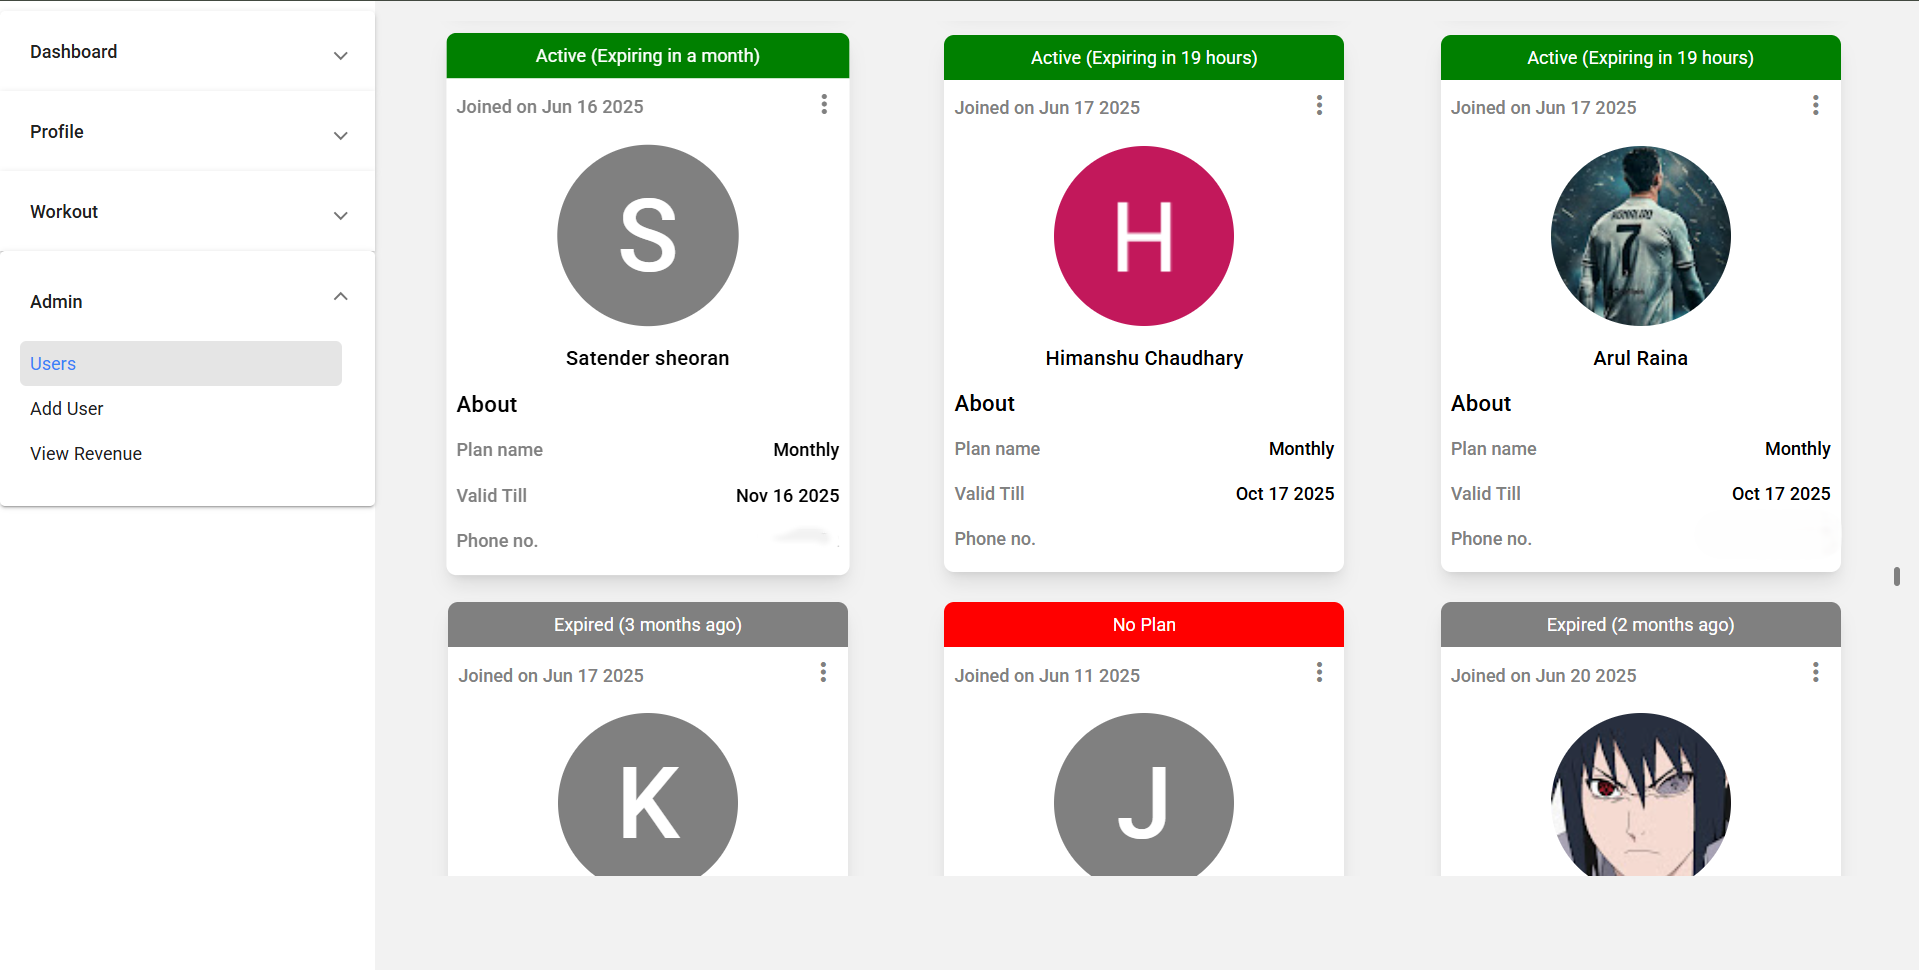 Dashboard
Profile
Workout
Admin
Users
Add User
View Revenue
Active (Expiring in a month)
Joined on Jun 16 2025
S
Satender sheoran
About
Plan name Monthly
Valid Till Nov 16 2025
Phone no.
Active (Expiring in 19 hours)
Joined on Jun 17 2025
H
Himanshu Chaudhary
About
Plan name Monthly
Valid Till Oct 17 2025
Phone no.
Active (Expiring in 19 hours)
Joined on Jun 17 2025
RONALDO
7
Arul Raina
About
Plan name Monthly
Valid Till Oct 17 2025
Phone no.
Expired (3 months ago)
Joined on Jun 17 2025
K
No Plan
Joined on Jun 11 2025
J
Expired (2 months ago)
Joined on Jun 20 2025